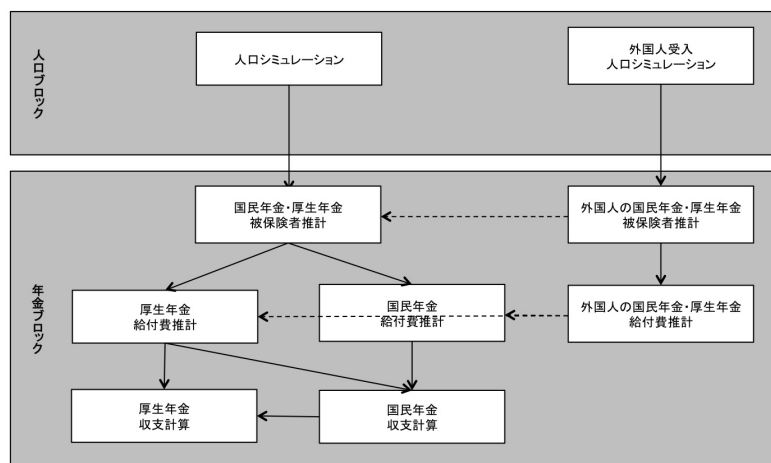 人口ブロック
人口シミュレーション
外国人受入
人口シミュレーション
年金ブロック
国民年金・厚生年金
被保険者推計
外国人の国民年金・厚生年金
被保険者推計
厚生年金
給付費推計
国民年金
給付費推計
外国人の国民年金・厚生年金
給付費推計
厚生年金
収支計算
国民年金
収支計算